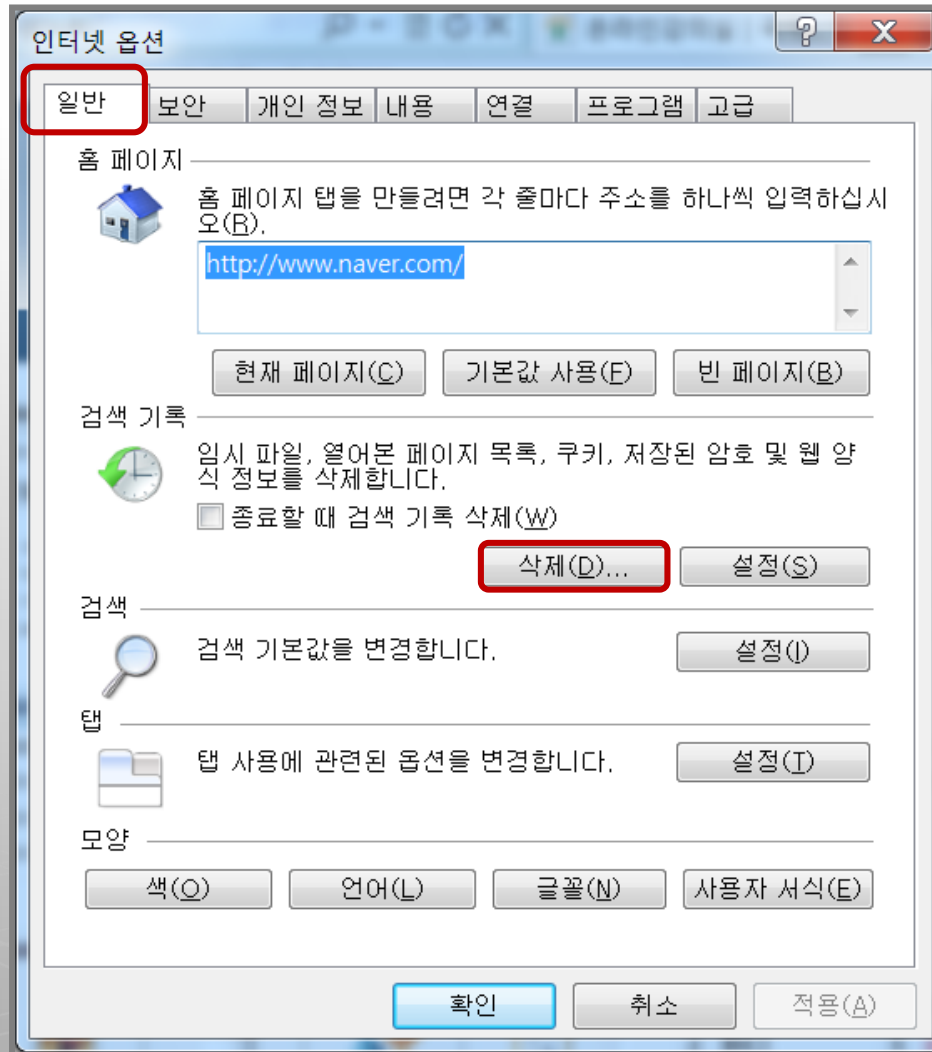 인터넷 옵션
일반 보안 개인 정보 내용 연결 프로그램 고급
홈 페이지
홈 페이지 탭을 만들려면 각 줄마다 주소를 하나씩 입력하십시
오(R).
http://www.naver.com/
현재 페이지(C) 기본값 사용(F) 빈 페이지(B)
검색 기록
임시 파일, 열어본 페이지 목록, 쿠키, 저장된 암호 및 웹 양
식 정보를 삭제합니다.
종료할 때 검색 기록 삭제(W)
삭제(D)... 설정(S)
검색
검색 기본값을 변경합니다.
설정(I)
탭
탭 사용에 관련된 옵션을 변경합니다.
설정(T)
모양
색(O) 언어(L) 글꼴(N) 사용자 서식(E)
확인 취소 적용(A)